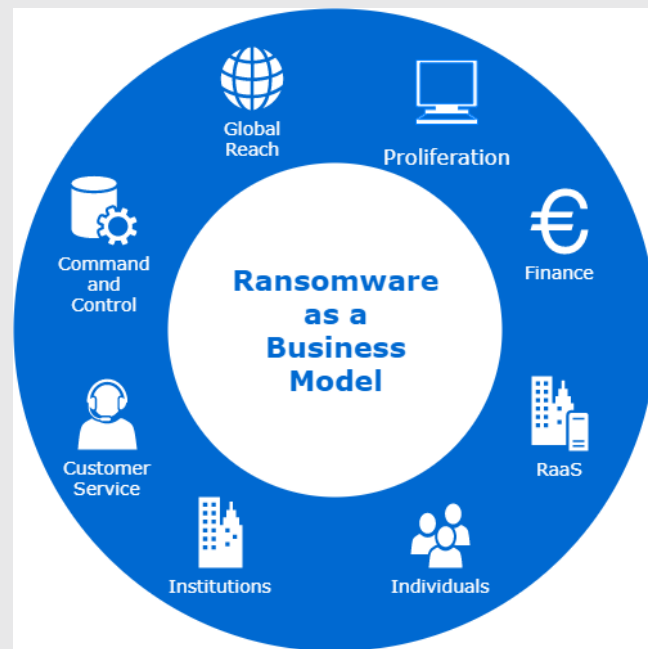 Ransomware
as a
Business
Model
Global
Reach
Proliferation
€
Finance
RaaS
Individuals
Institutions
Customer
Service
Command
and
Control